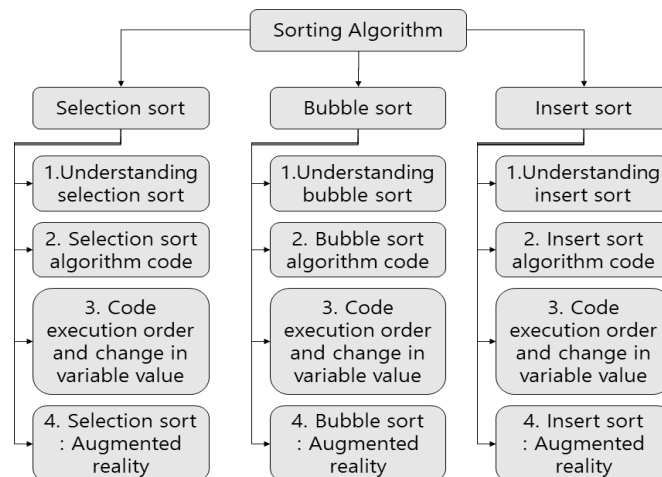 Sorting Algorithm
Selection sort
1.Understanding
selection sort
2. Selection sort
algorithm code
3. Code
execution order
and change in
variable value
4. Selection sort
: Augmented
reality
Bubble sort
1.Understanding
bubble sort
2. Bubble sort
algorithm code
3. Code
execution order
and change in
variable value
4. Bubble sort
: Augmented
reality
Insert sort
1.Understanding
insert sort
2. Insert sort
algorithm code
3. Code
execution order
and change in
variable value
4. Insert sort
: Augmented
reality